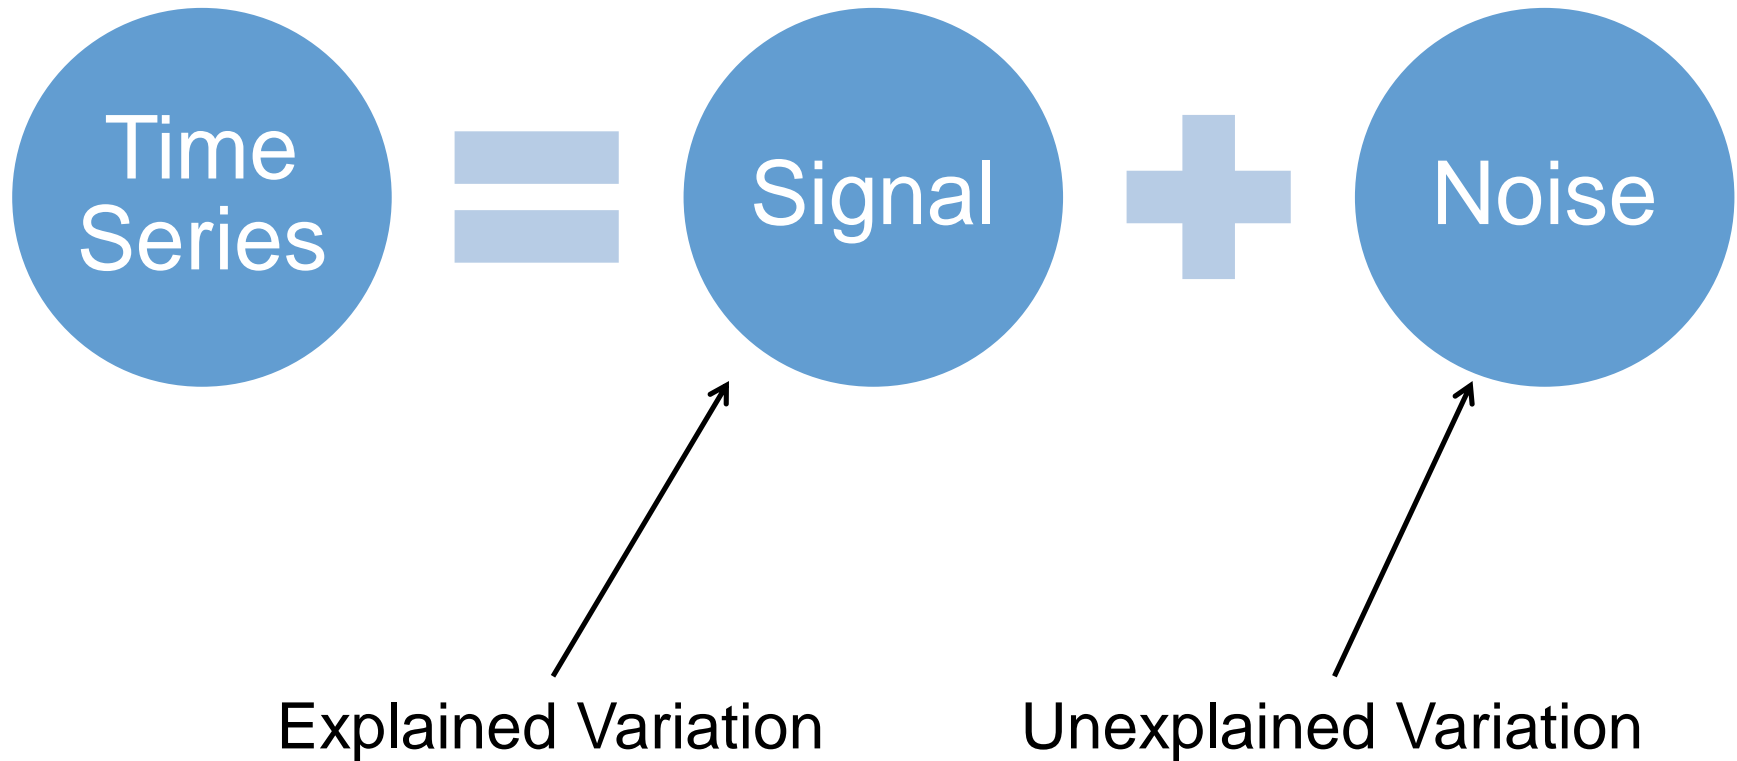 Time
Series
Signal
Noise
Explained Variation
Unexplained Variation